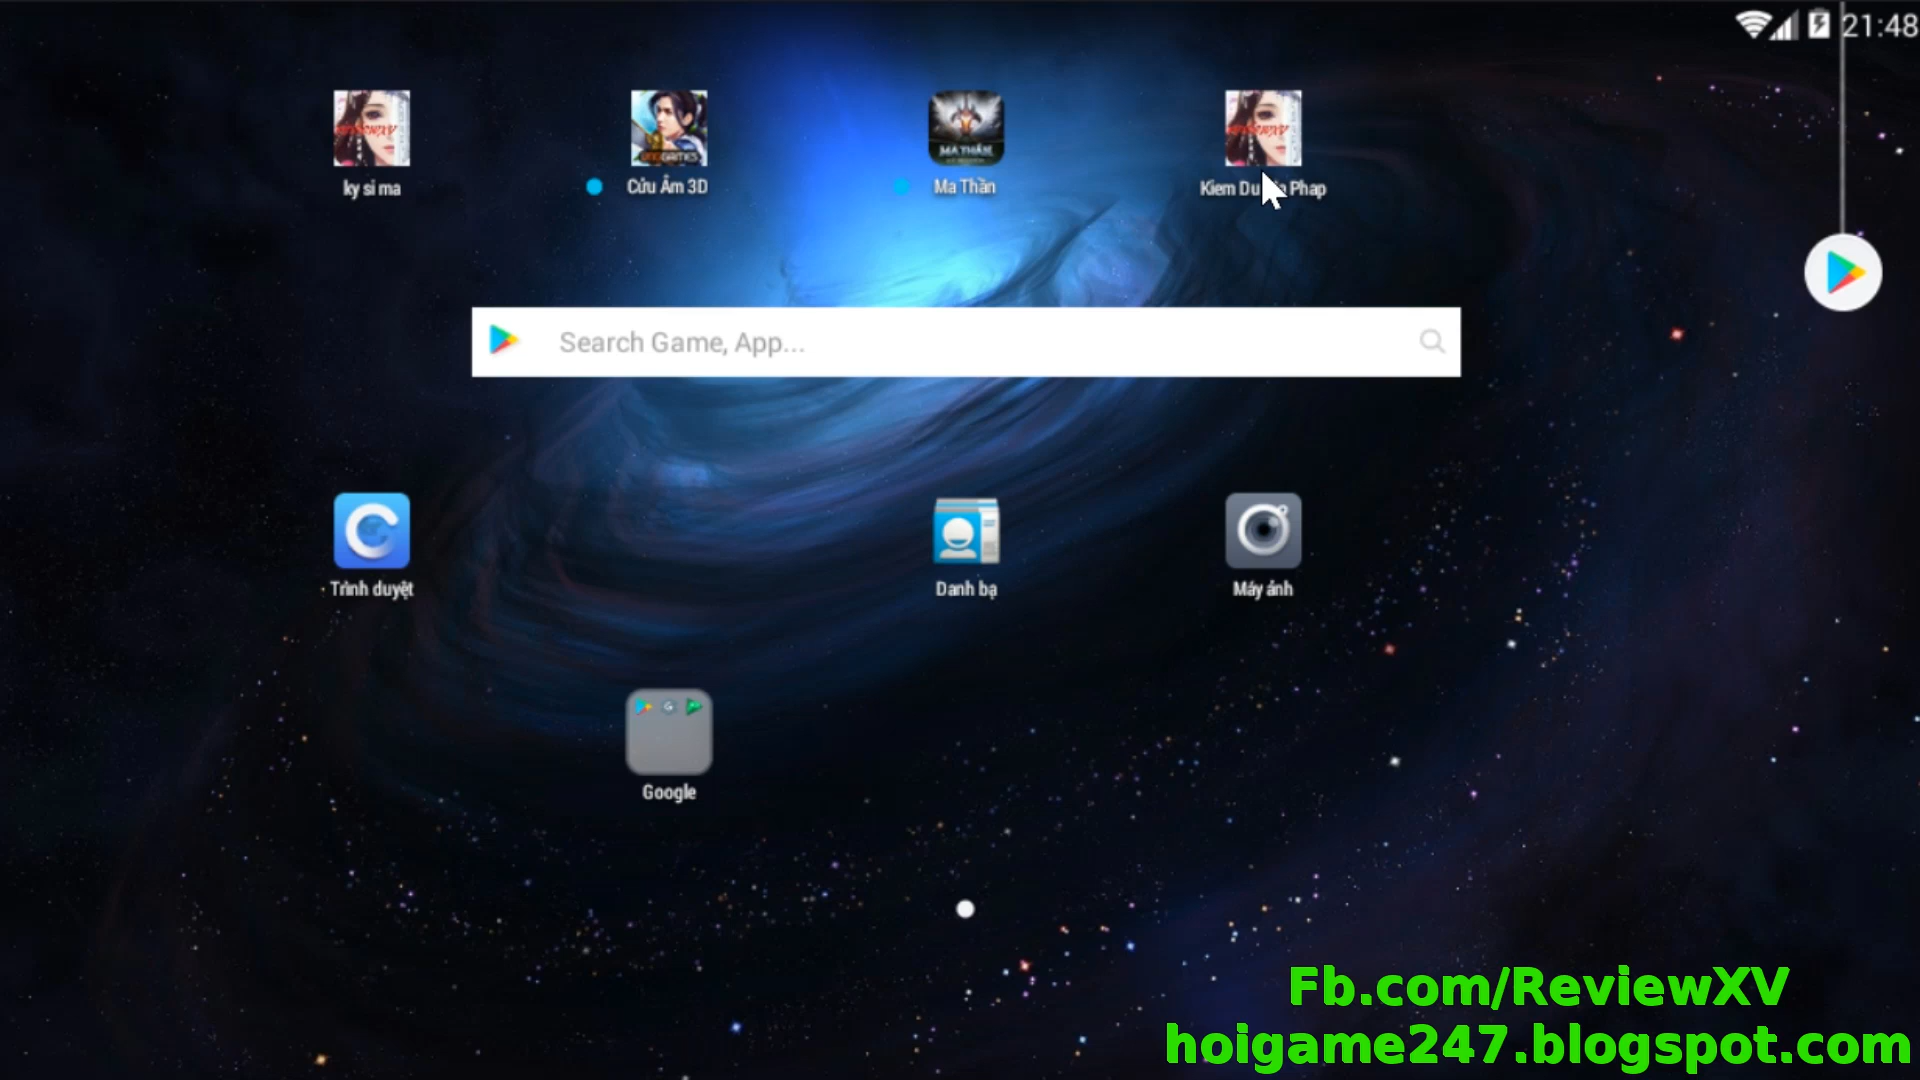 21:48
ky si ma
Cửu Âm 3D
Ma Thần
Kiem Du Phap
Search Game, App...
Trình duyệt
Danh bạ
Máy ảnh
Google
Fb.com/ReviewXV
hoigame247.blogspot.com